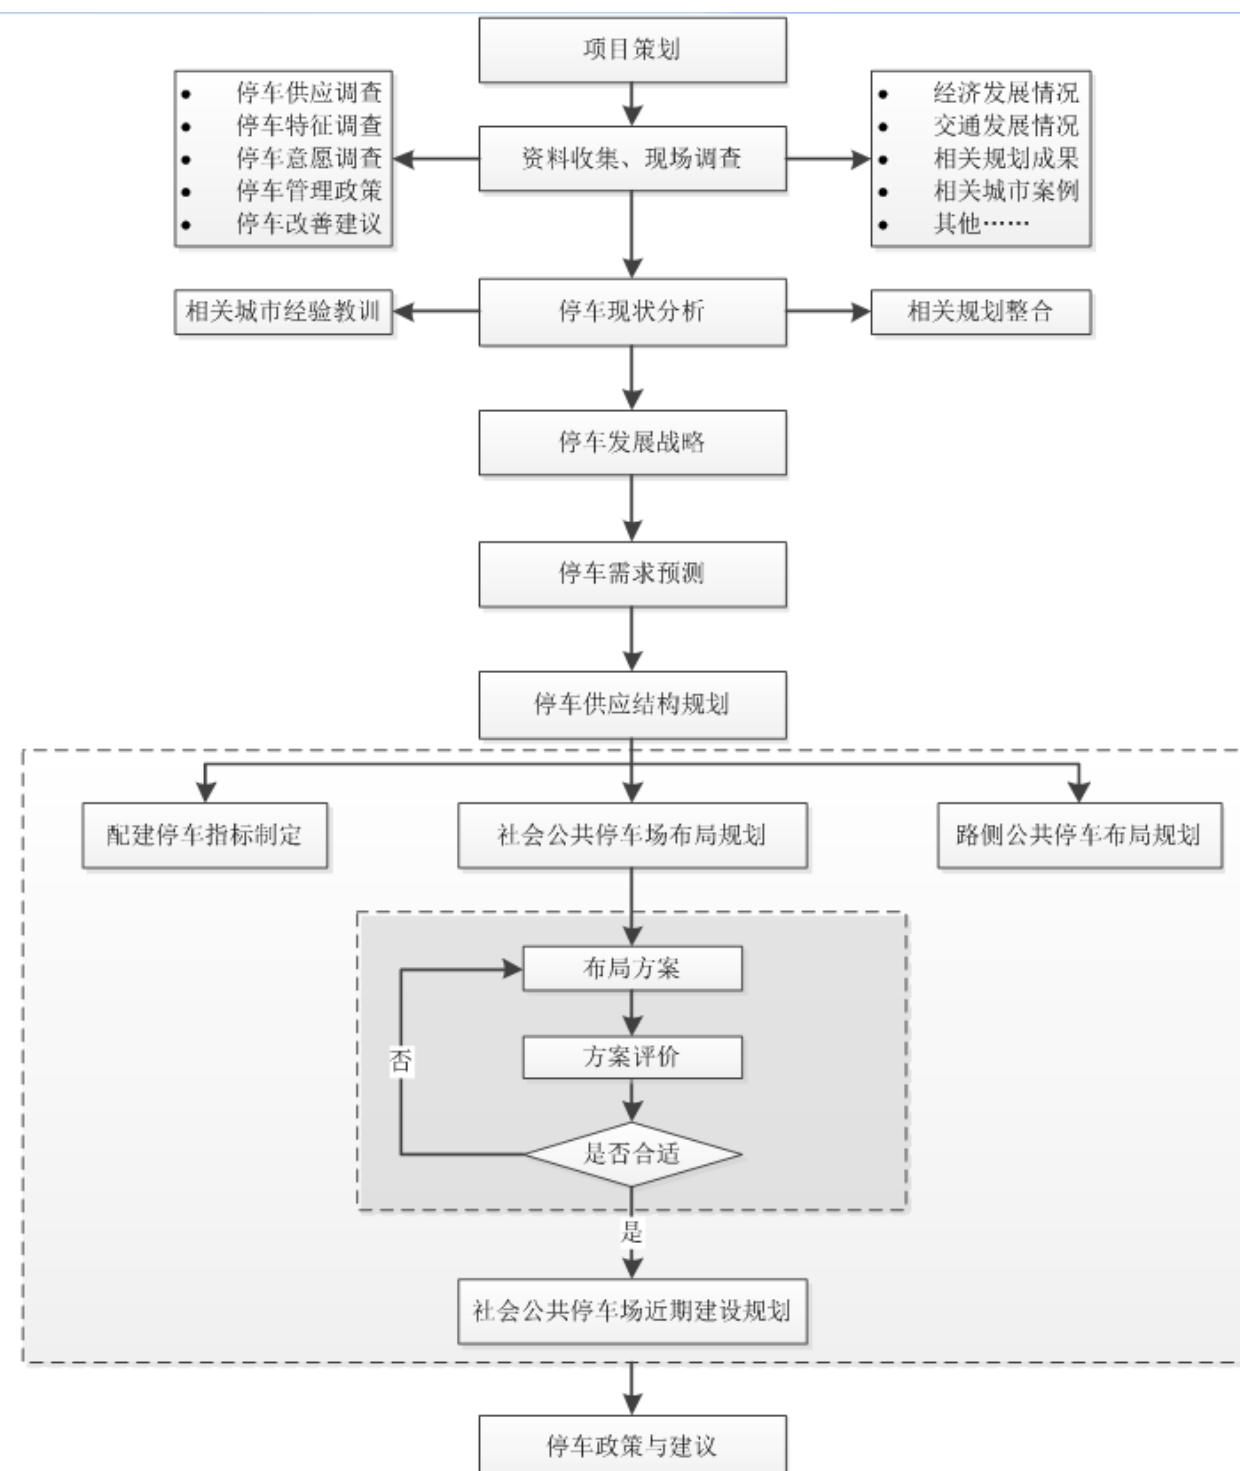 项目策划
停车供应调查
停车特征调查
停车意愿调查
停车管理政策
停车改善建议
资料收集、现场调查
经济发展情况
交通发展情况
相关规划成果
相关城市案例
其他……
相关城市经验教训
停车现状分析
相关规划整合
停车发展战略
停车需求预测
停车供应结构规划
配建停车指标制定
社会公共停车场布局规划
路侧公共停车布局规划
布局方案
否
方案评价
是否合适
是
社会公共停车场近期建设规划
停车政策与建议